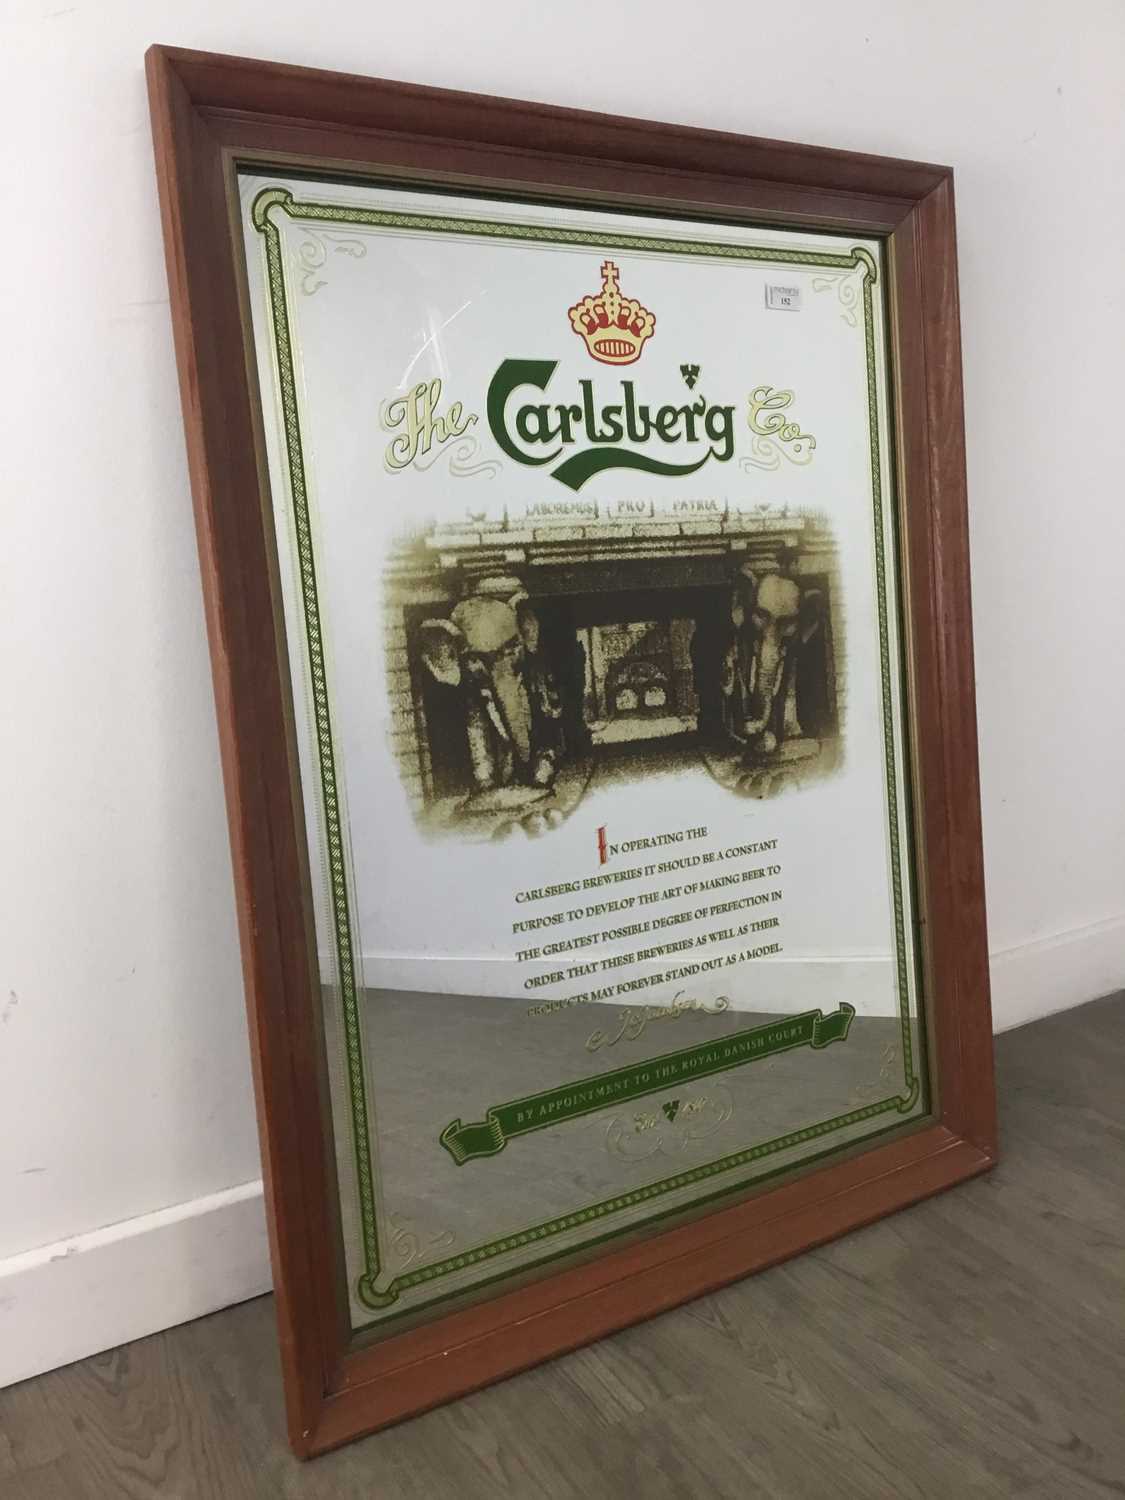 152
The Carlsberg Co.
LABOREMUS PRO PATRIA
IN OPERATING THE
CARLSBERG BREWERIES IT SHOULD BE A CONSTANT
PURPOSE TO DEVELOP THE ART OF MAKING BEER TO
THE GREATEST POSSIBLE DEGREE OF PERFECTION IN
ORDER THAT THESE BREWERIES AS WELL AS THEIR
PRODUCTS MAY FOREVER STAND OUT AS A MODEL
BY APPOINTMENT TO THE ROYAL DANISH COURT